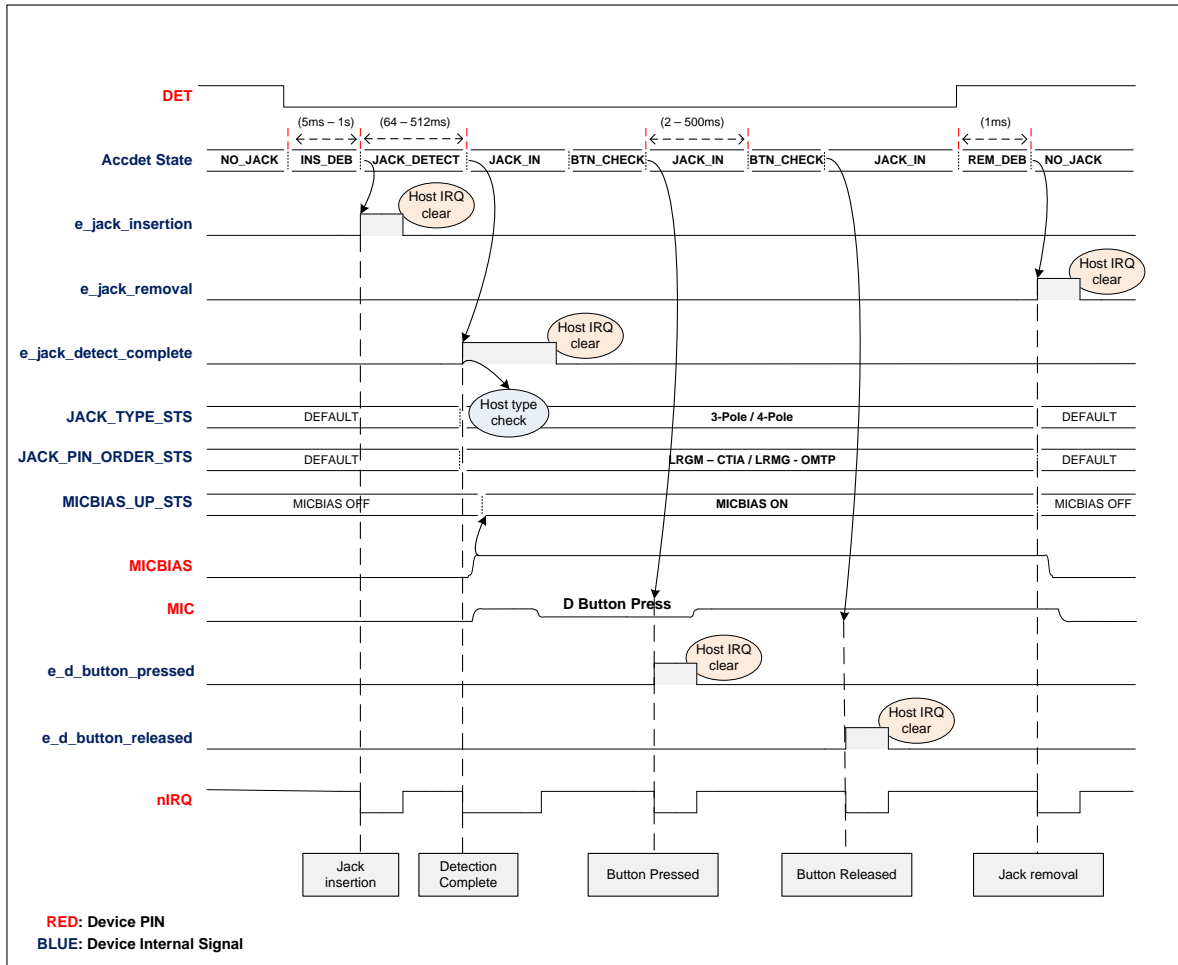 DET
(5ms – 1s) (64 – 512ms) (2 – 500ms) (1ms)
Accdet State NO_JACK INS_DEB JACK_DETECT JACK_IN BTN_CHECK JACK_IN BTN_CHECK JACK_IN REM_DEB NO_JACK
Host IRQ
clear
e_jack_insertion
Host IRQ
clear
e_jack_removal
Host IRQ
clear
e_jack_detect_complete
Host type
check
JACK_TYPE_STS DEFAULT 3-Pole / 4-Pole DEFAULT
JACK_PIN_ORDER_STS DEFAULT LRGM – CTIA / LRMG - OMTP DEFAULT
MICBIAS_UP_STS MICBIAS OFF MICBIAS ON MICBIAS OFF
MICBIAS
MIC D Button Press
Host IRQ
clear
e_d_button_pressed
Host IRQ
clear
e_d_button_released
nIRQ
Jack
insertion
Detection
Complete
Button Pressed
Button Released
Jack removal
RED: Device PIN
BLUE: Device Internal Signal